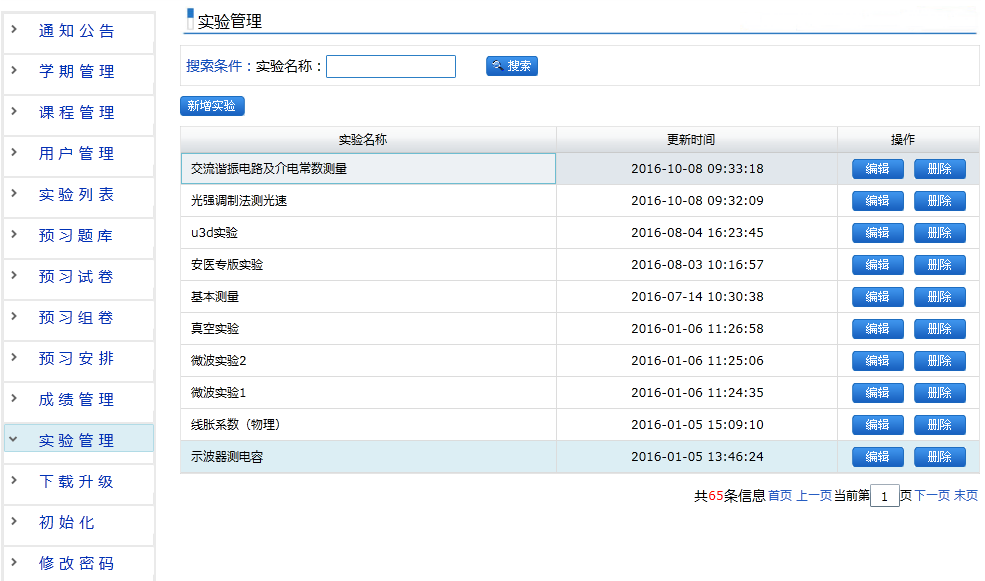 通知公告
学期管理
课程管理
用户管理
实验列表
预习题库
预习试卷
预习组卷
预习安排
成绩管理
实验管理
下载升级
初始化
修改密码
实验管理
搜索条件：实验名称： 搜索
新增实验
实验名称 更新时间 操作
交流谐振电路及介电常数测量 2016-10-08 09:33:18 编辑 删除
光强调制法测光速 2016-10-08 09:32:09 编辑 删除
u3d实验 2016-08-04 16:23:45 编辑 删除
安医专版实验 2016-08-03 10:16:57 编辑 删除
基本测量 2016-07-14 10:30:38 编辑 删除
真空实验 2016-01-06 11:26:58 编辑 删除
微波实验2 2016-01-06 11:25:06 编辑 删除
微波实验1 2016-01-06 11:24:35 编辑 删除
线胀系数（物理） 2016-01-05 15:09:10 编辑 删除
示波器测电容 2016-01-05 13:46:24 编辑 删除
共65条信息首页 上一页当前第1页下一页 末页